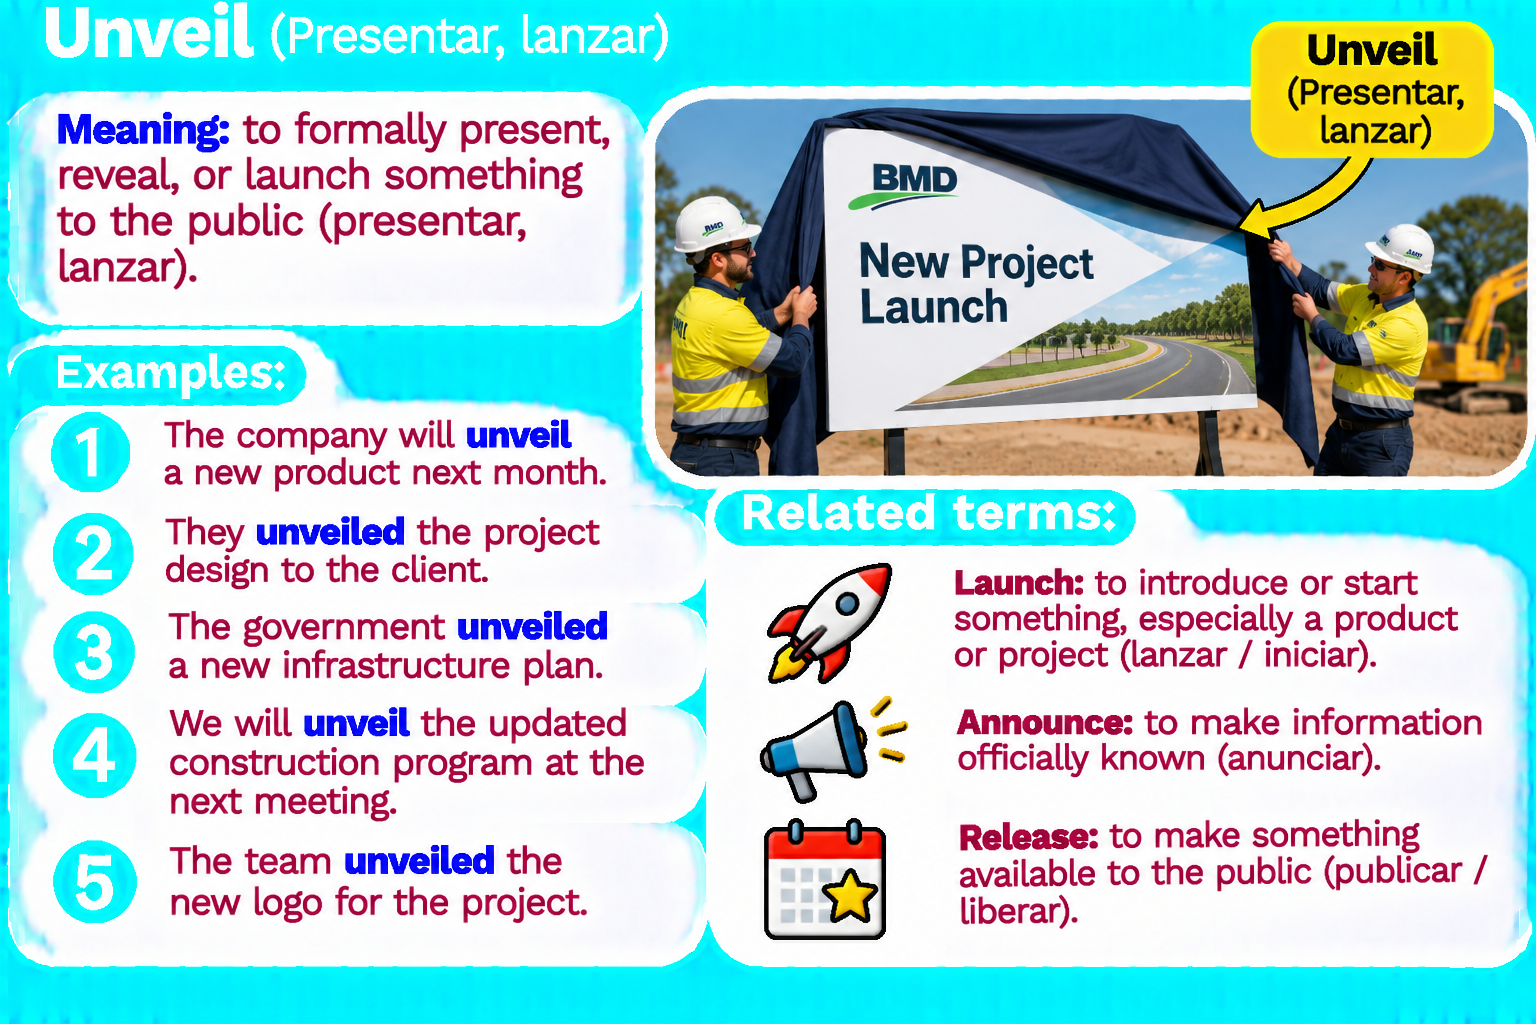 Unveil (Presentar, lanzar)
Meaning: to formally present,
reveal, or launch something
to the public (presentar,
lanzar).
Examples:
1 The company will unveil
a new product next month.
2 They unveiled the project
design to the client.
3 The government unveiled
a new infrastructure plan.
4 We will unveil the updated
construction program at the
next meeting.
5 The team unveiled the
new logo for the project.
Unveil
(Presentar,
lanzar)
BMD
New Project
Launch
Related terms:
Launch: to introduce or start
something, especially a product
or project (lanzar / iniciar).
Announce: to make information
officially known (anunciar).
Release: to make something
available to the public (publicar /
liberar).